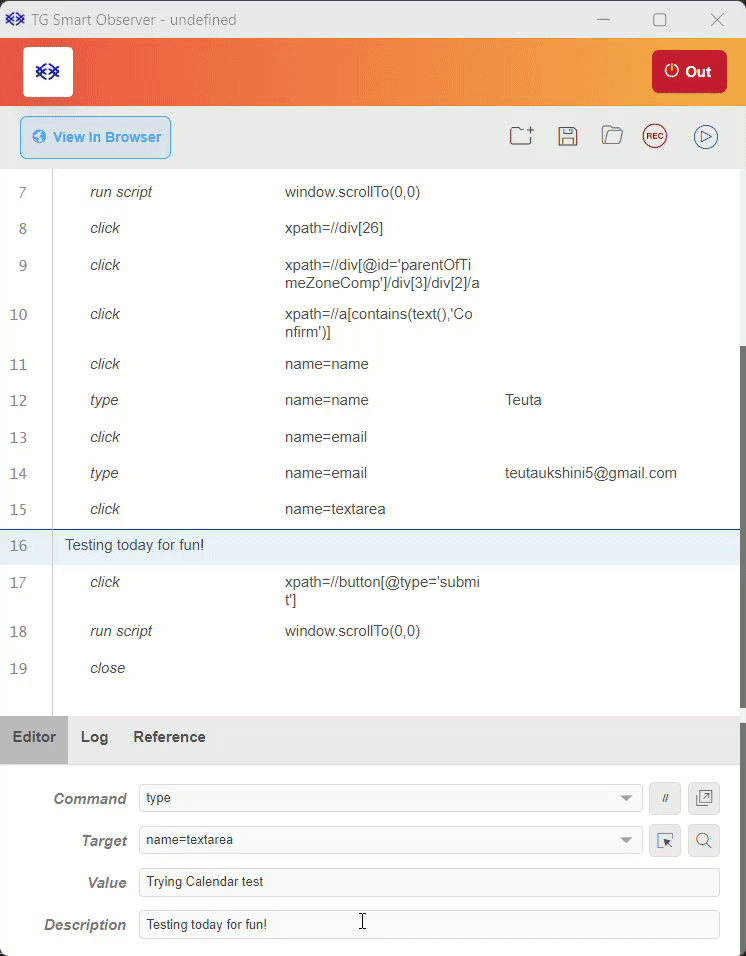 TG Smart Observer - undefined
Out
View In Browser
REC
7 run script window.scrollTo(0,0)
8 click xpath=//div[26]
9 click xpath=//div[@id='parentOfTi
meZoneComp']/div[3]/div[2]/a
10 click xpath=//a[contains(text(),'Co
nfirm')]
11 click name=name
12 type name=name Teuta
13 click name=email
14 type name=email teutaukshini5@gmail.com
15 click name=textarea
16 Testing today for fun!
17 click xpath=//button[@type='submi
t']
18 run script window.scrollTo(0,0)
19 close
Editor Log Reference
Command type //
Target name=textarea
Value Trying Calendar test
Description Testing today for fun!